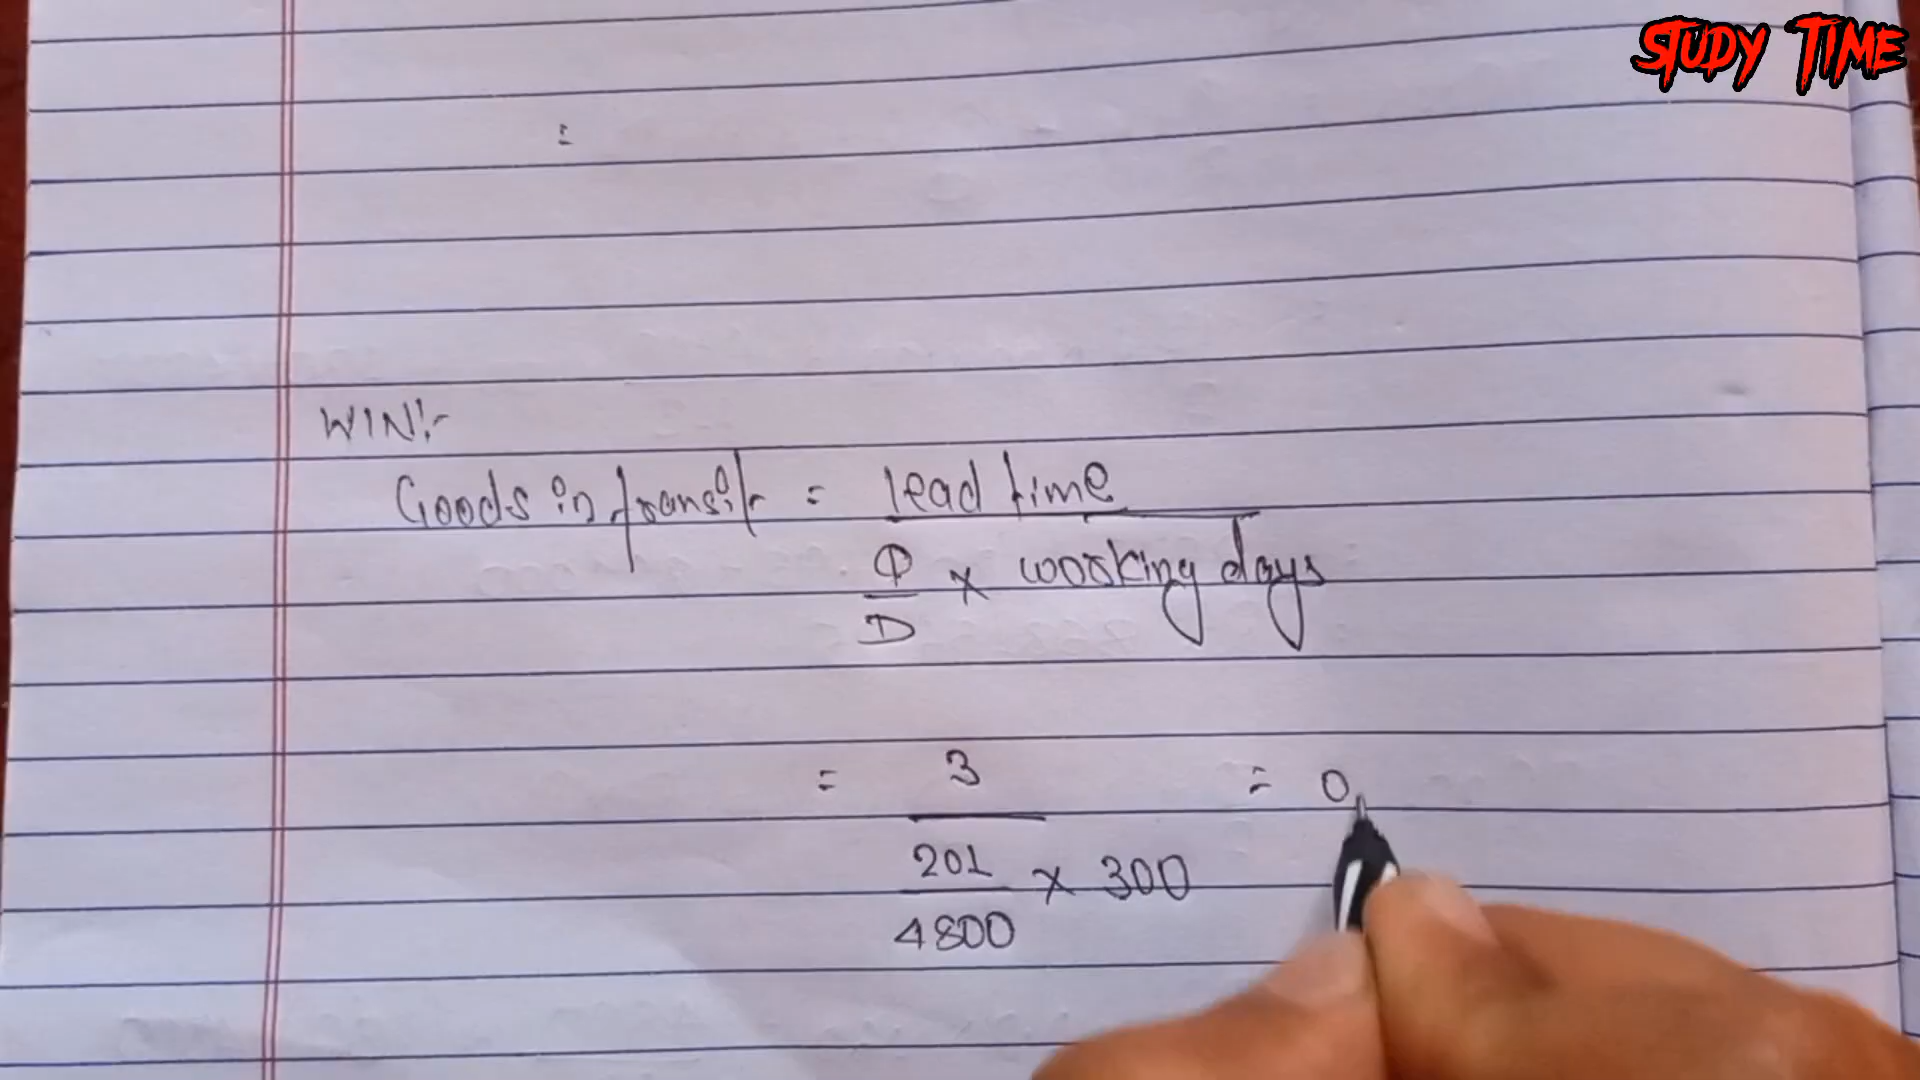 STUDY TIME
=
WIN:-
Goods in transit = lead time
Q
D × working days
= 3 = 0.
201
4800 × 300